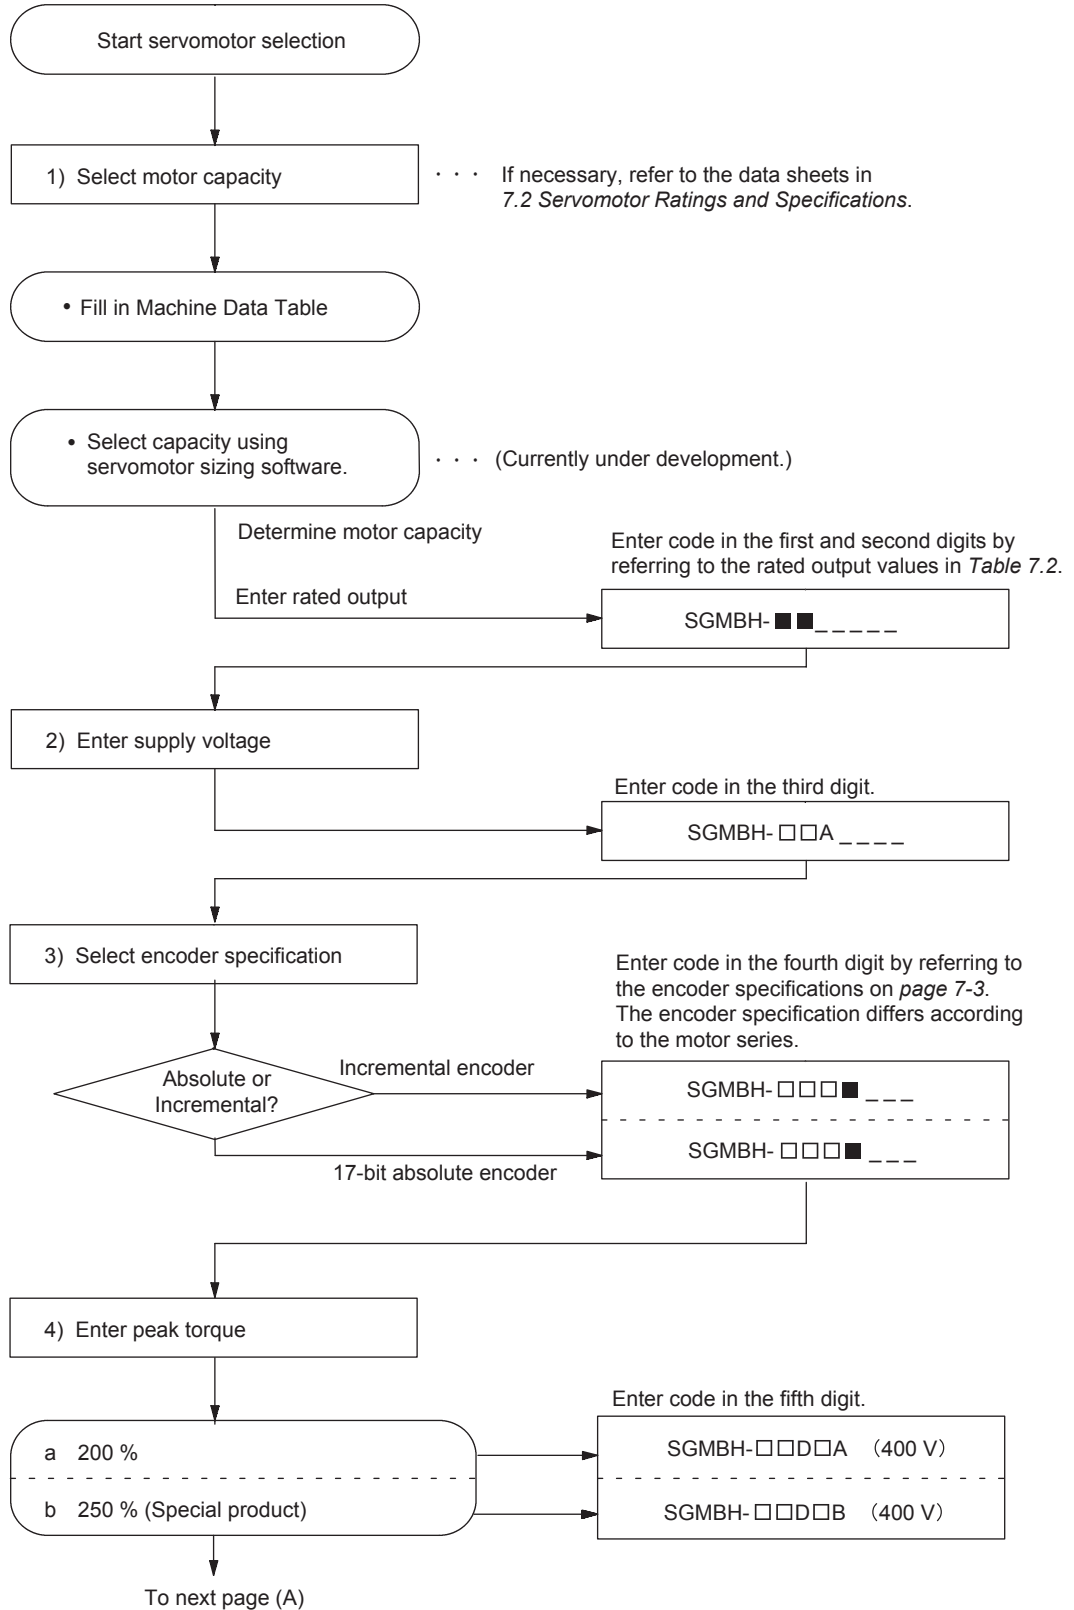 Start servomotor selection
1) Select motor capacity
· · · If necessary, refer to the data sheets in
7.2 Servomotor Ratings and Specifications.
• Fill in Machine Data Table
• Select capacity using
servomotor sizing software.
· · · (Currently under development.)
Determine motor capacity
Enter rated output
Enter code in the first and second digits by
referring to the rated output values in Table 7.2.
SGMBH- ■ ■ _ _ _ _ _
2) Enter supply voltage
Enter code in the third digit.
SGMBH- □□A _ _ _ _
3) Select encoder specification
Enter code in the fourth digit by referring to
the encoder specifications on page 7-3.
The encoder specification differs according
to the motor series.
Absolute or
Incremental?
Incremental encoder
SGMBH- □□□■ _ _ _
17-bit absolute encoder
SGMBH- □□□■ _ _ _
4) Enter peak torque
Enter code in the fifth digit.
a 200 %
SGMBH-□□D□A (400 V)
b 250 % (Special product)
SGMBH-□□D□B (400 V)
To next page (A)